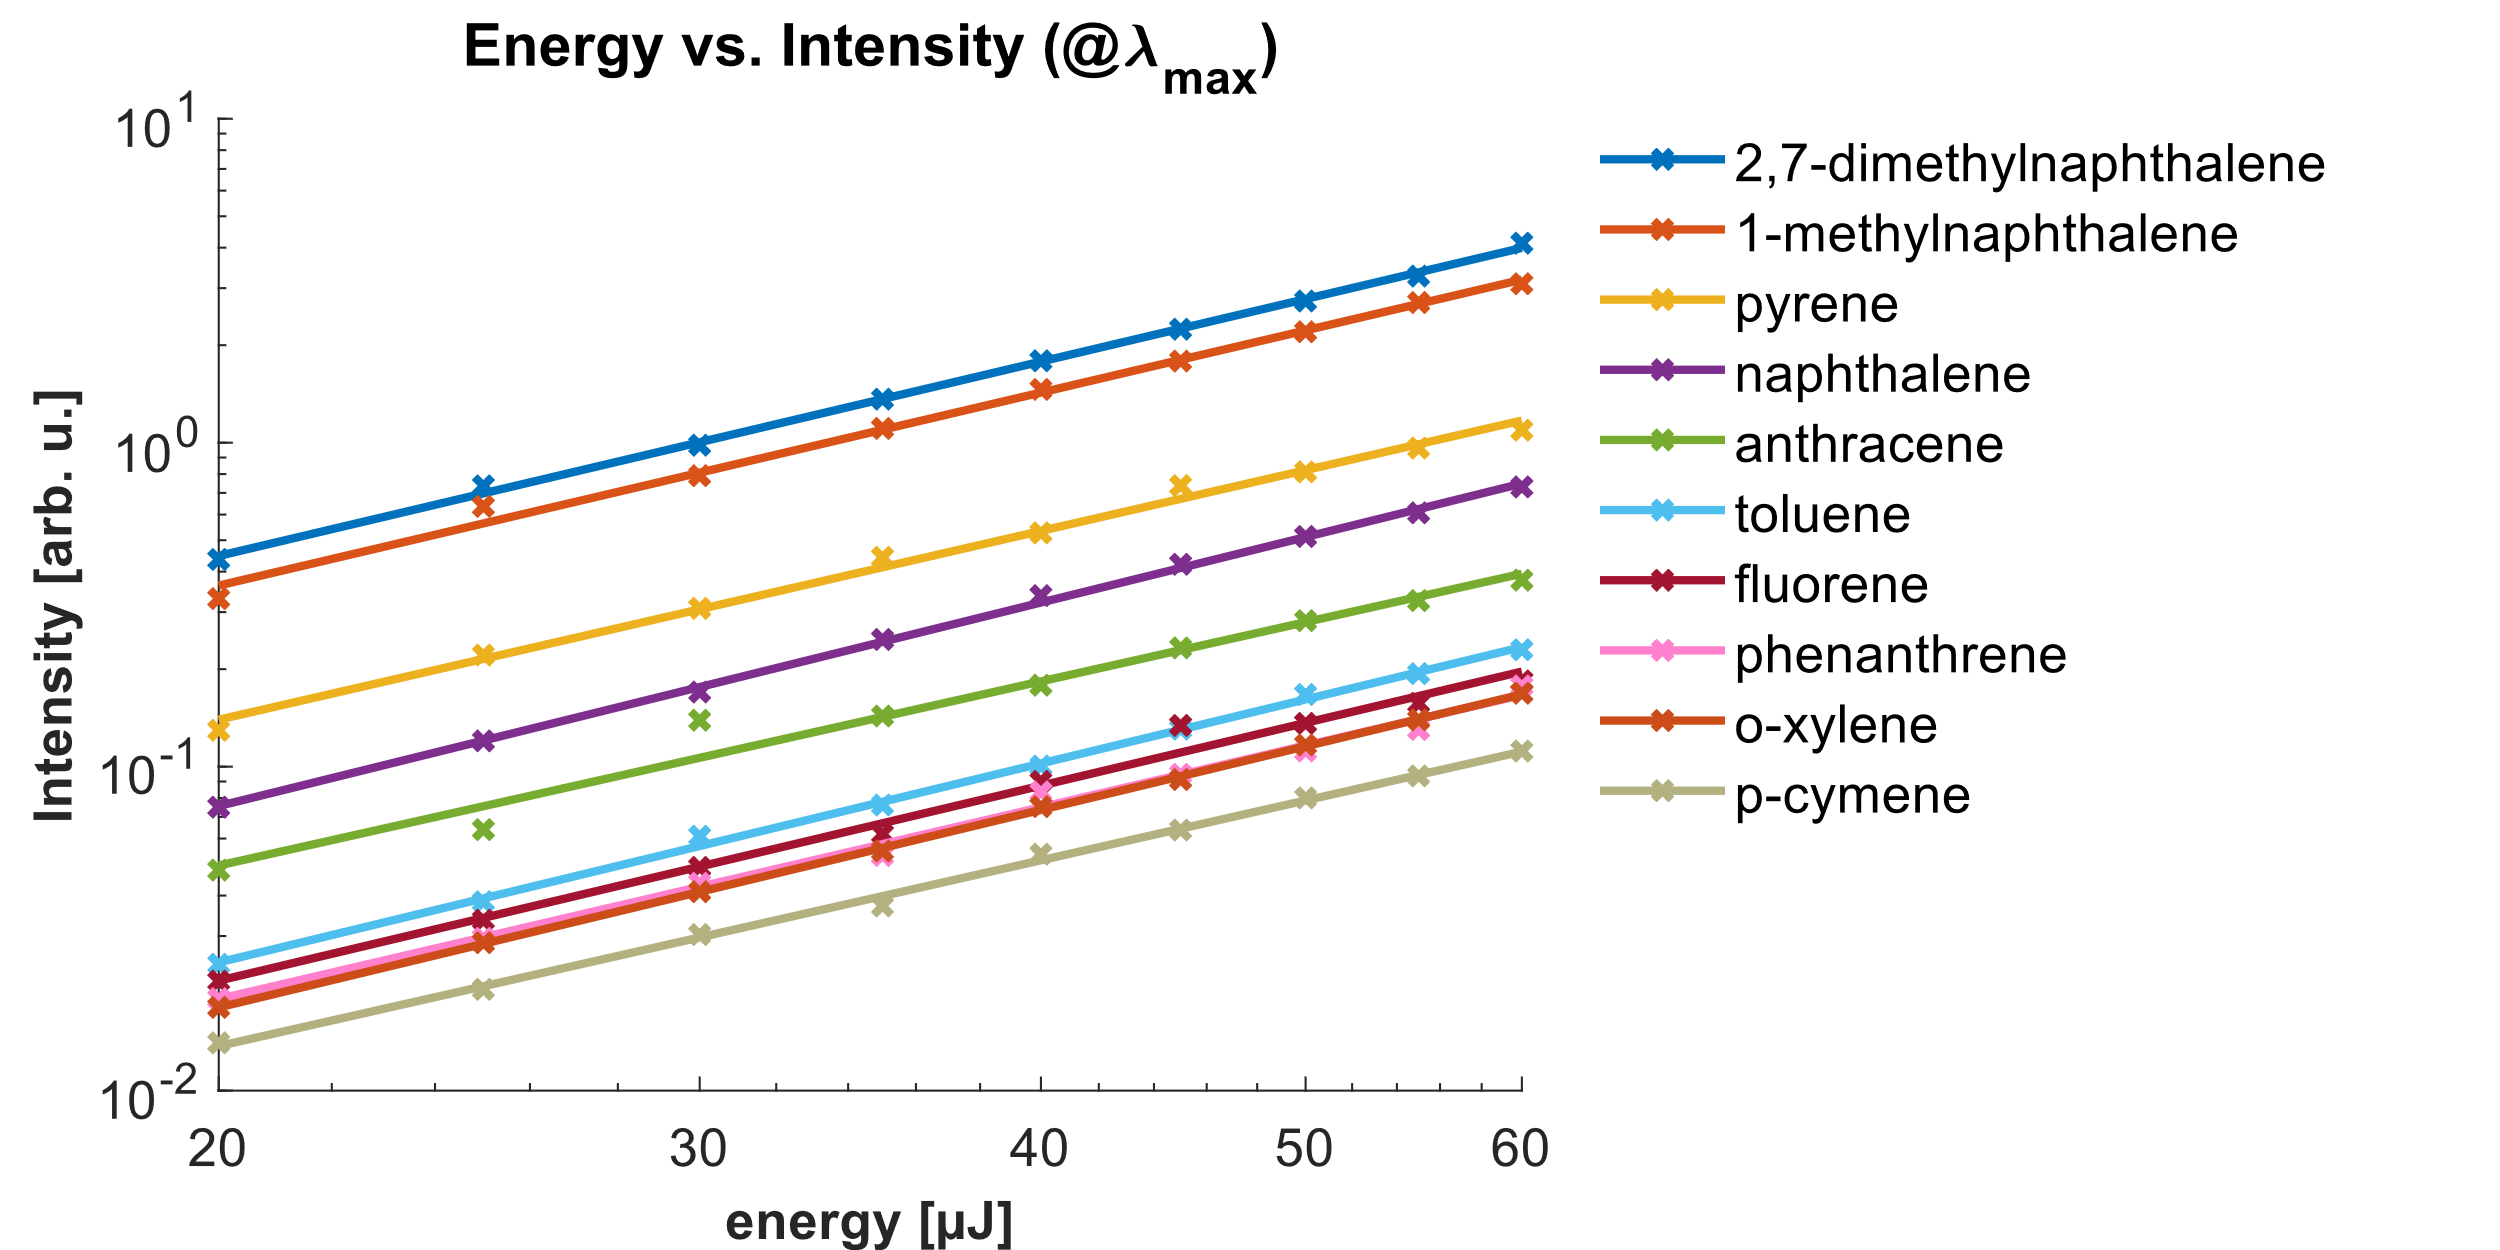 Energy vs. Intensity (@λmax)
10^1
10^0
10^-1
10^-2
Intensity [arb. u.]
20 30 40 50 60
energy [µJ]
2,7-dimethylnaphthalene
1-methylnaphthalene
pyrene
naphthalene
anthracene
toluene
fluorene
phenanthrene
o-xylene
p-cymene